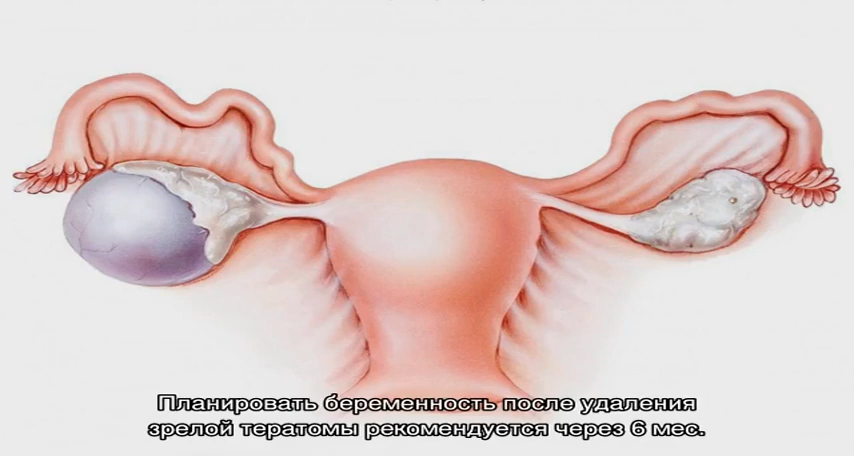 Планировать беременность после удаления
зрелой тератомы рекомендуется через 6 мес.